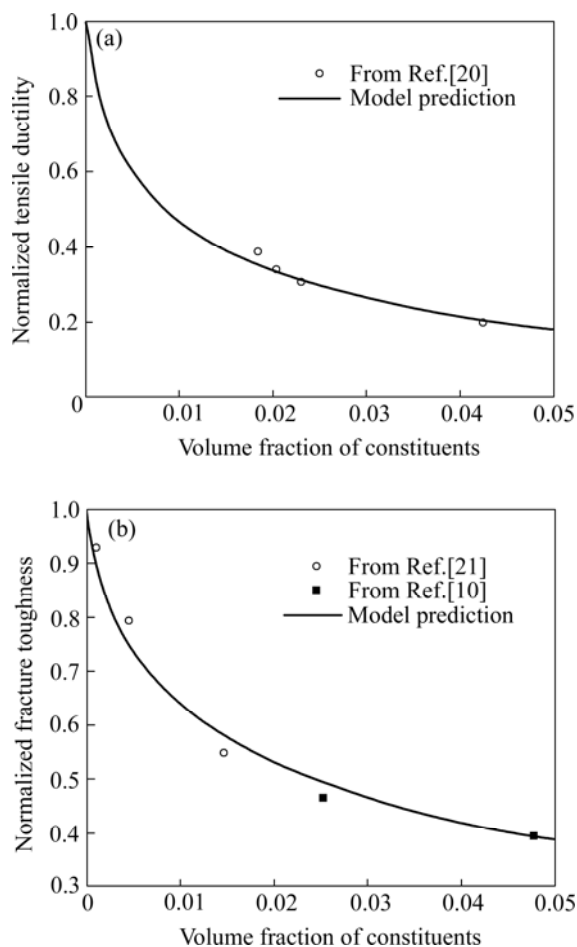 1.0
(a)
From Ref.[20]
Model prediction
0.8
0.6
0.4
0.2
0
0.01
0.02
0.03
0.04
0.05
Normalized tensile ductility
Volume fraction of constituents
1.0
(b)
From Ref.[21]
From Ref.[10]
Model prediction
0.9
0.8
0.7
0.6
0.5
0.4
0.3
0
0.01
0.02
0.03
0.04
0.05
Normalized fracture toughness
Volume fraction of constituents